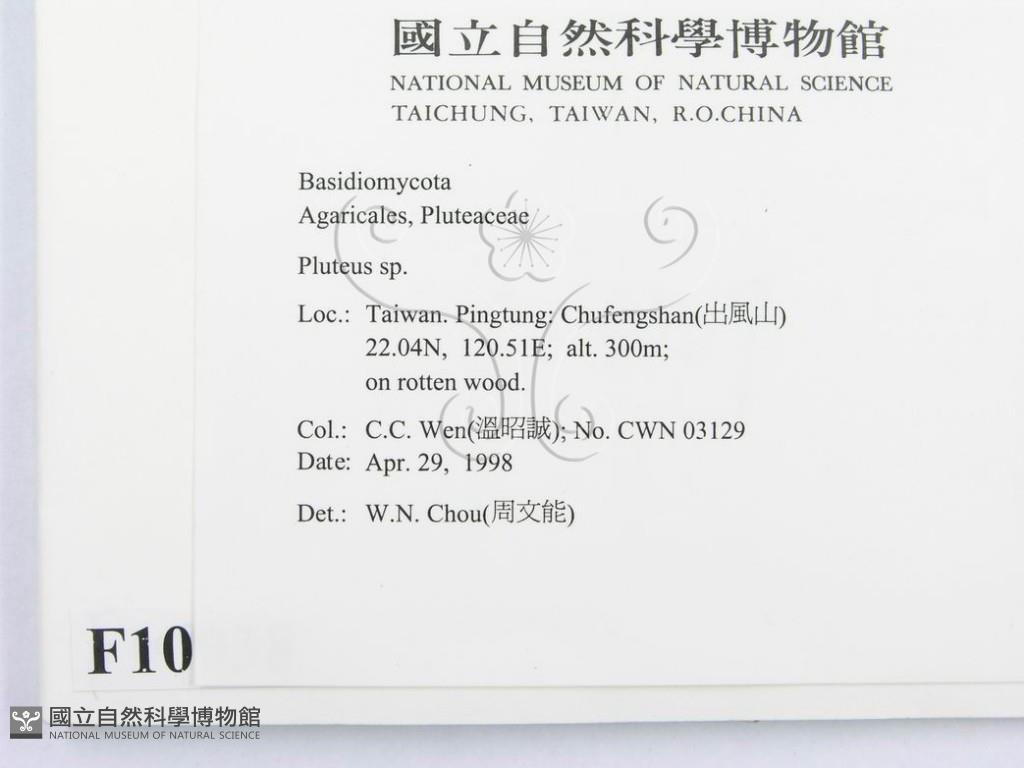 國立自然科學博物館
NATIONAL MUSEUM OF NATURAL SCIENCE
TAICHUNG, TAIWAN, R.O.CHINA
Basidiomycota
Agaricales, Pluteaceae
Pluteus sp.
Loc.: Taiwan. Pingtung: Chufengshan(出風山)
22.04N, 120.51E; alt. 300m;
on rotten wood.
Col.: C.C. Wen(溫昭誠); No. CWN 03129
Date: Apr. 29, 1998
Det.: W.N. Chou(周文能)
F10
國立自然科學博物館
NATIONAL MUSEUM OF NATURAL SCIENCE